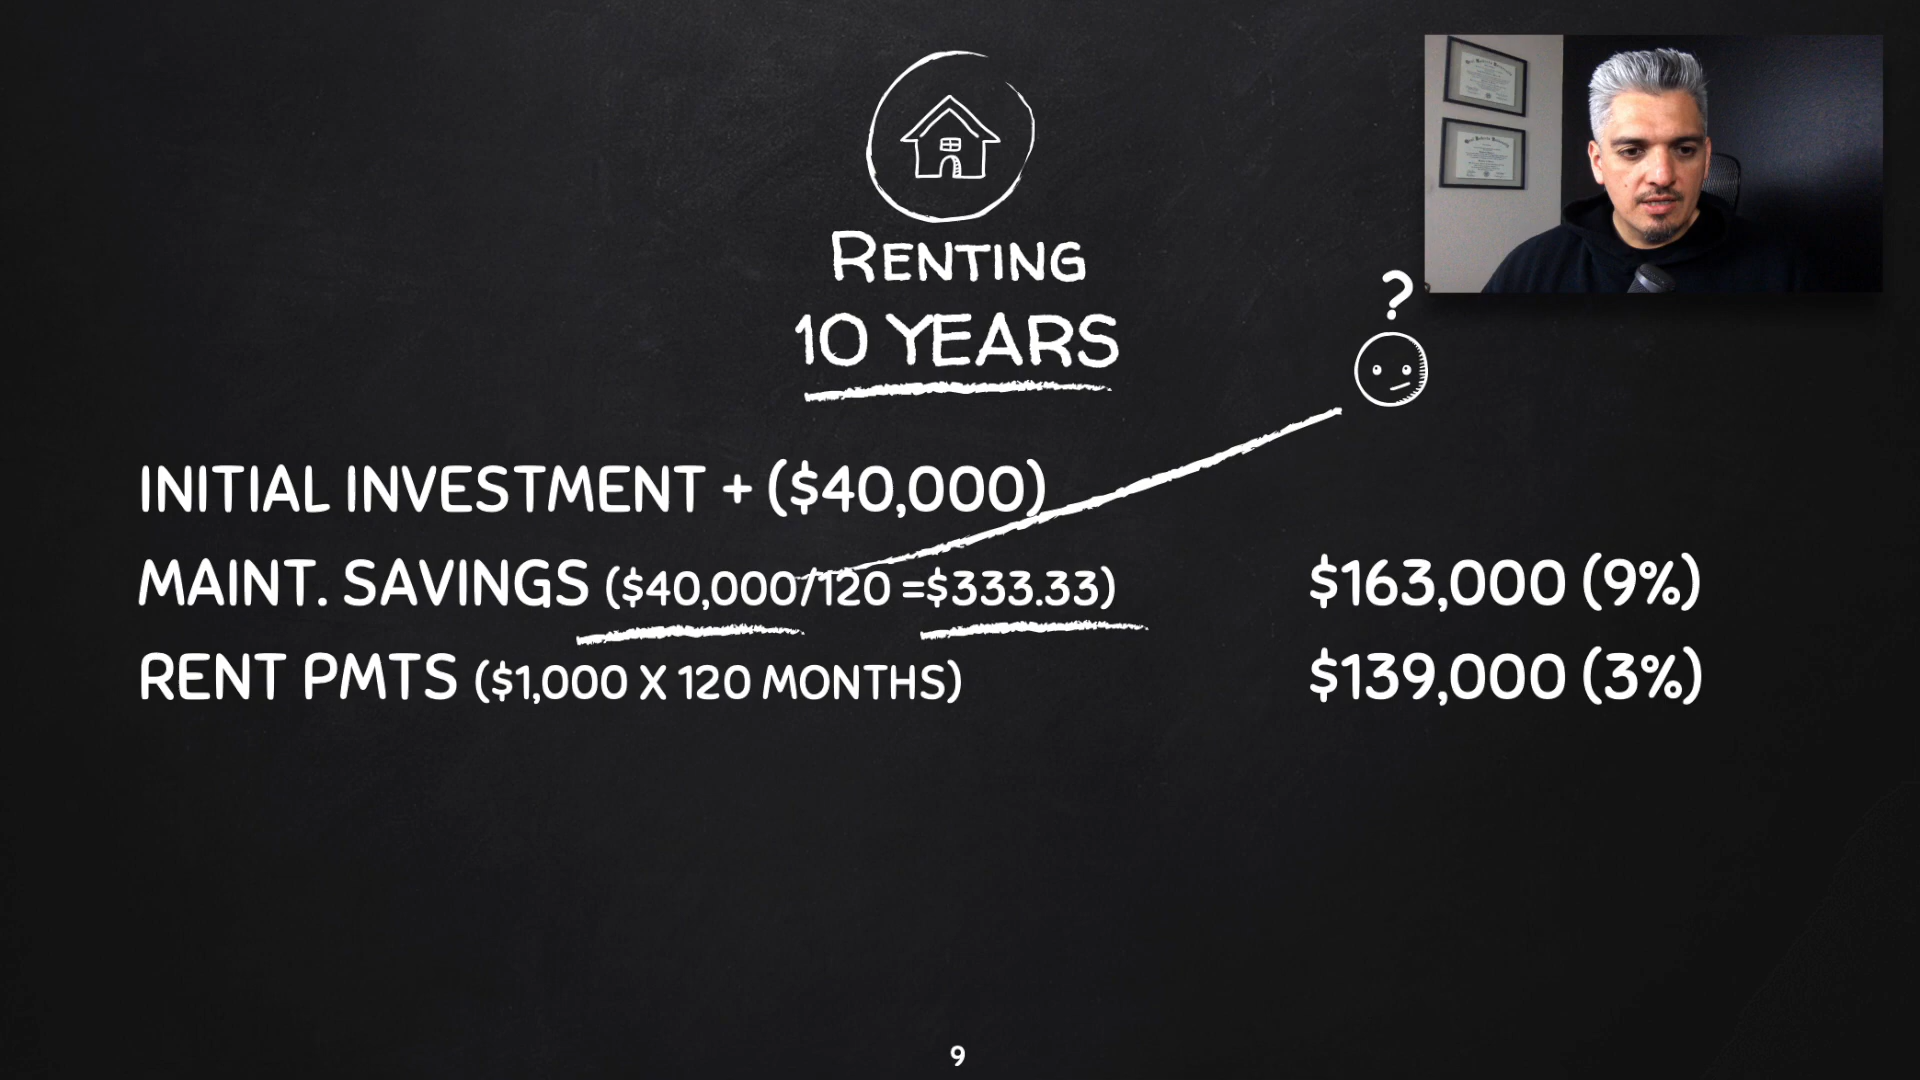 RENTING
10 YEARS
?
INITIAL INVESTMENT + ($40,000)
MAINT. SAVINGS ($40,000/120 =$333.33) $163,000 (9%)
RENT PMTS ($1,000 X 120 MONTHS) $139,000 (3%)
9